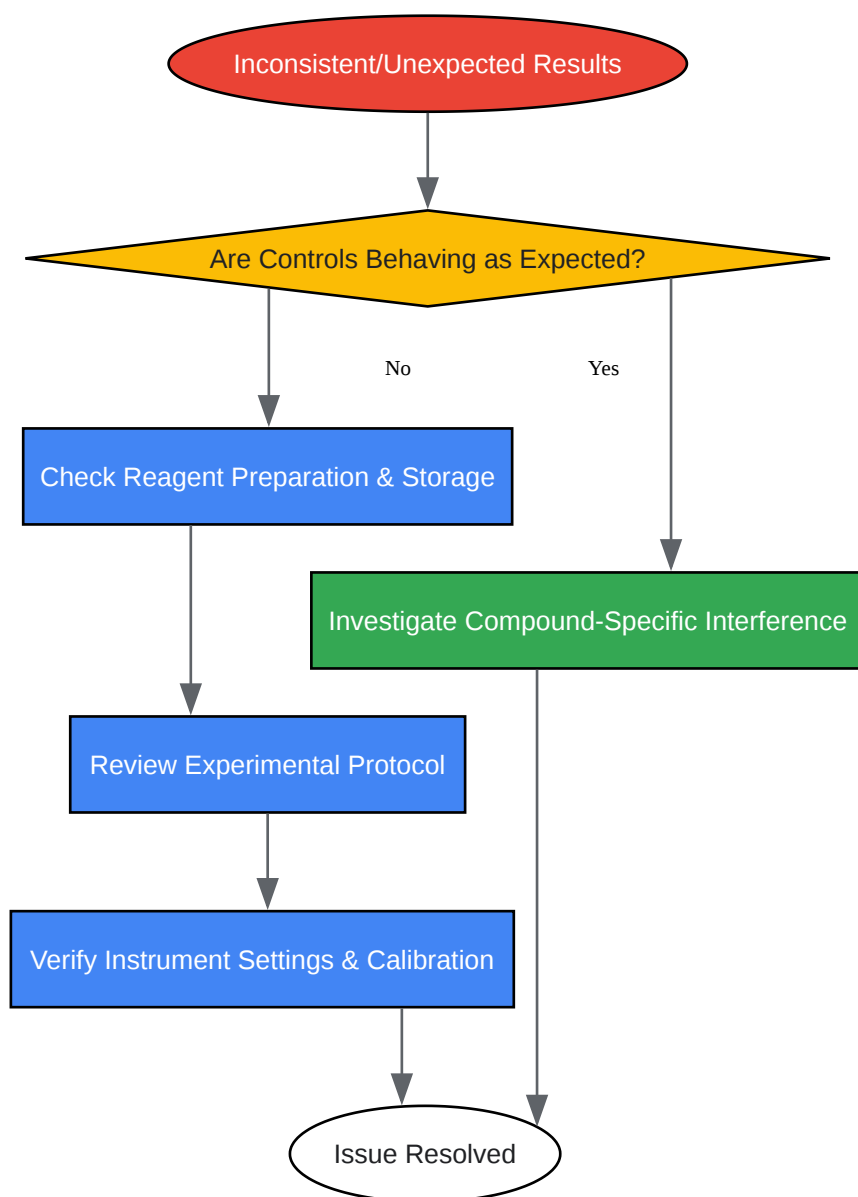 Inconsistent/Unexpected Results
Are Controls Behaving as Expected?
No
Yes
Check Reagent Preparation & Storage
Investigate Compound-Specific Interference
Review Experimental Protocol
Verify Instrument Settings & Calibration
Issue Resolved